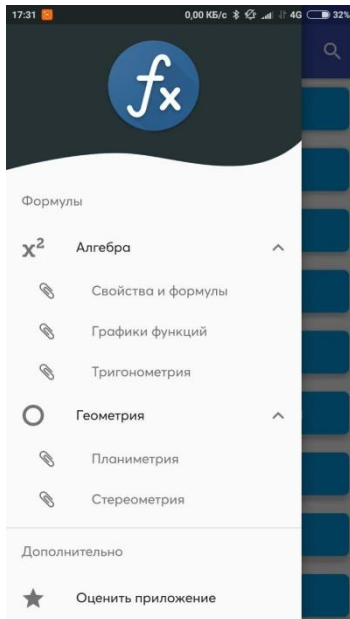 17:31 0,00 КБ/с 4G 32%
fx
Формулы
x² Алгебра
Свойства и формулы
Графики функций
Тригонометрия
Геометрия
Планиметрия
Стереометрия
Дополнительно
Оценить приложение